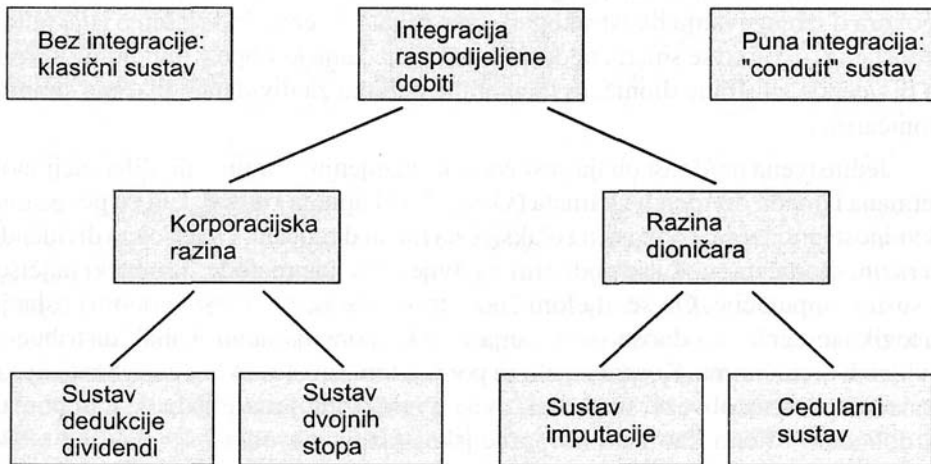 Bez integracije:
klasični sustav
Integracija
raspodijeljene
dobiti
Puna integracija:
"conduit" sustav
Korporacijska
razina
Razina
dioničara
Sustav
dedukcije
dividendi
Sustav
dvojnih
stopa
Sustav
imputacije
Cedularni
sustav